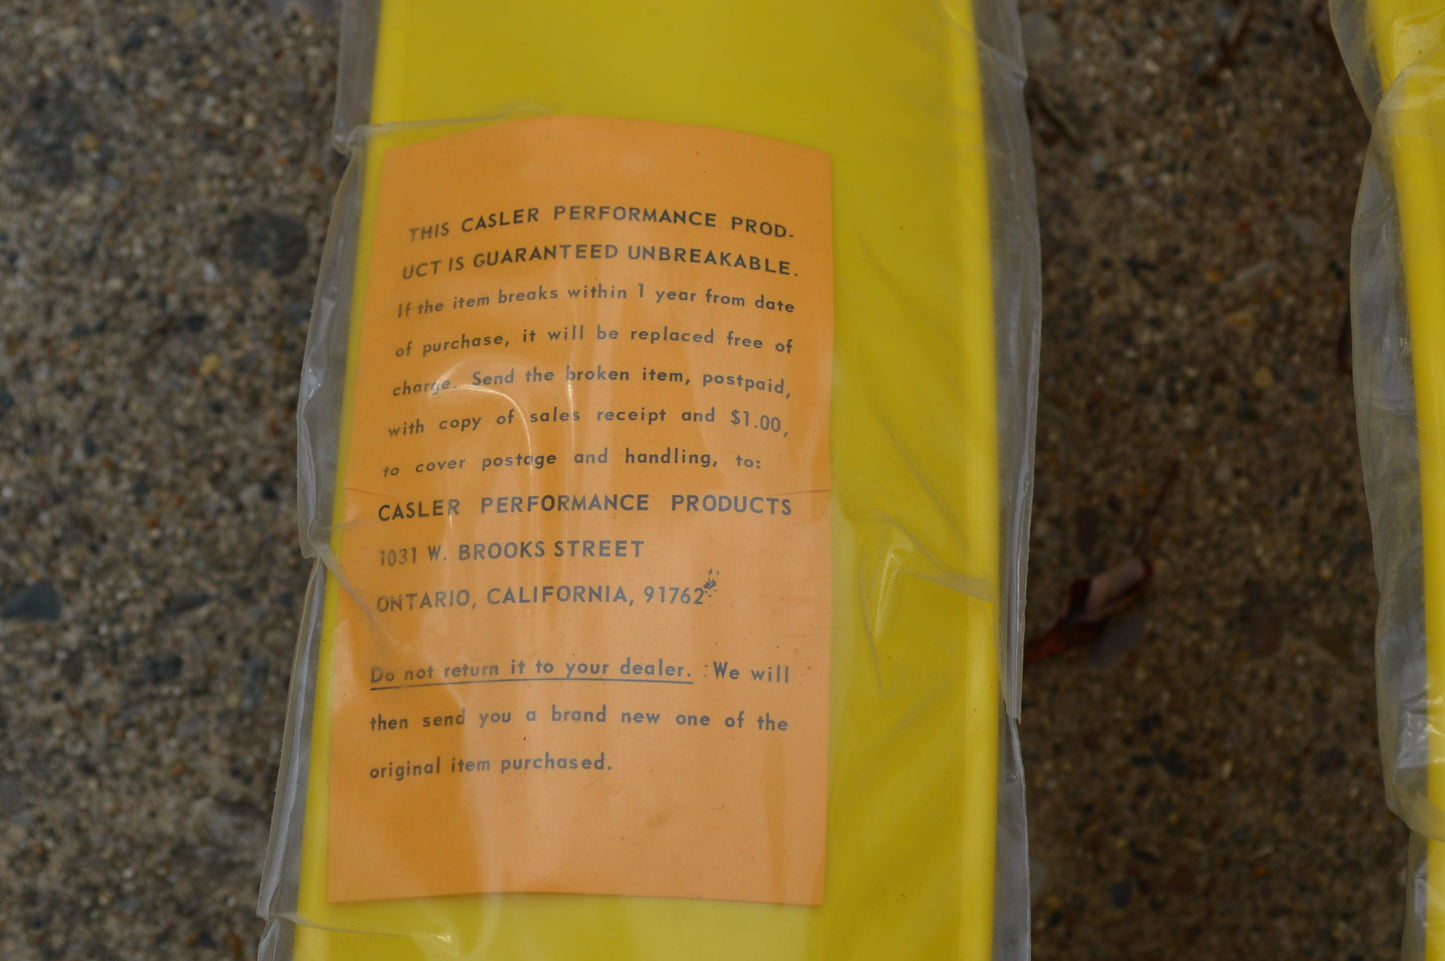 THIS CASLER PERFORMANCE PROD-
UCT IS GUARANTEED UNBREAKABLE.
If the item breaks within 1 year from date
of purchase, it will be replaced free of
charge. Send the broken item, postpaid,
with copy of sales receipt and $1.00,
to cover postage and handling, to:
CASLER PERFORMANCE PRODUCTS
1031 W. BROOKS STREET
ONTARIO, CALIFORNIA, 91762
Do not return it to your dealer. We will
then send you a brand new one of the
original item purchased.